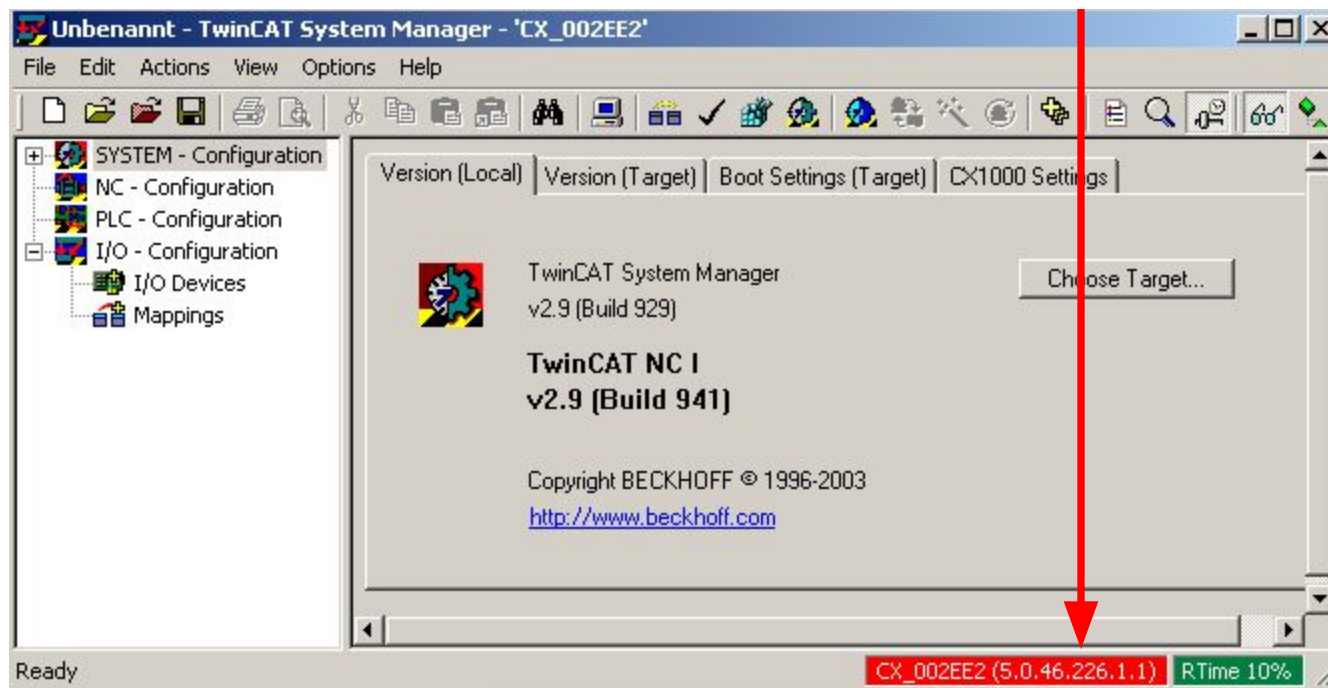 Unbenannt - TwinCAT System Manager - 'CX_002EE2'
File Edit Actions View Options Help
SYSTEM - Configuration
NC - Configuration
PLC - Configuration
I/O - Configuration
I/O Devices
Mappings
Version (Local) Version (Target) Boot Settings (Target) CX1000 Settings
TwinCAT System Manager
v2.9 (Build 929)
Choose Target...
TwinCAT NC I
v2.9 (Build 941)
Copyright BECKHOFF © 1996-2003
http://www.beckhoff.com
Ready CX_002EE2 (5.0.46.226.1.1) RTime 10%